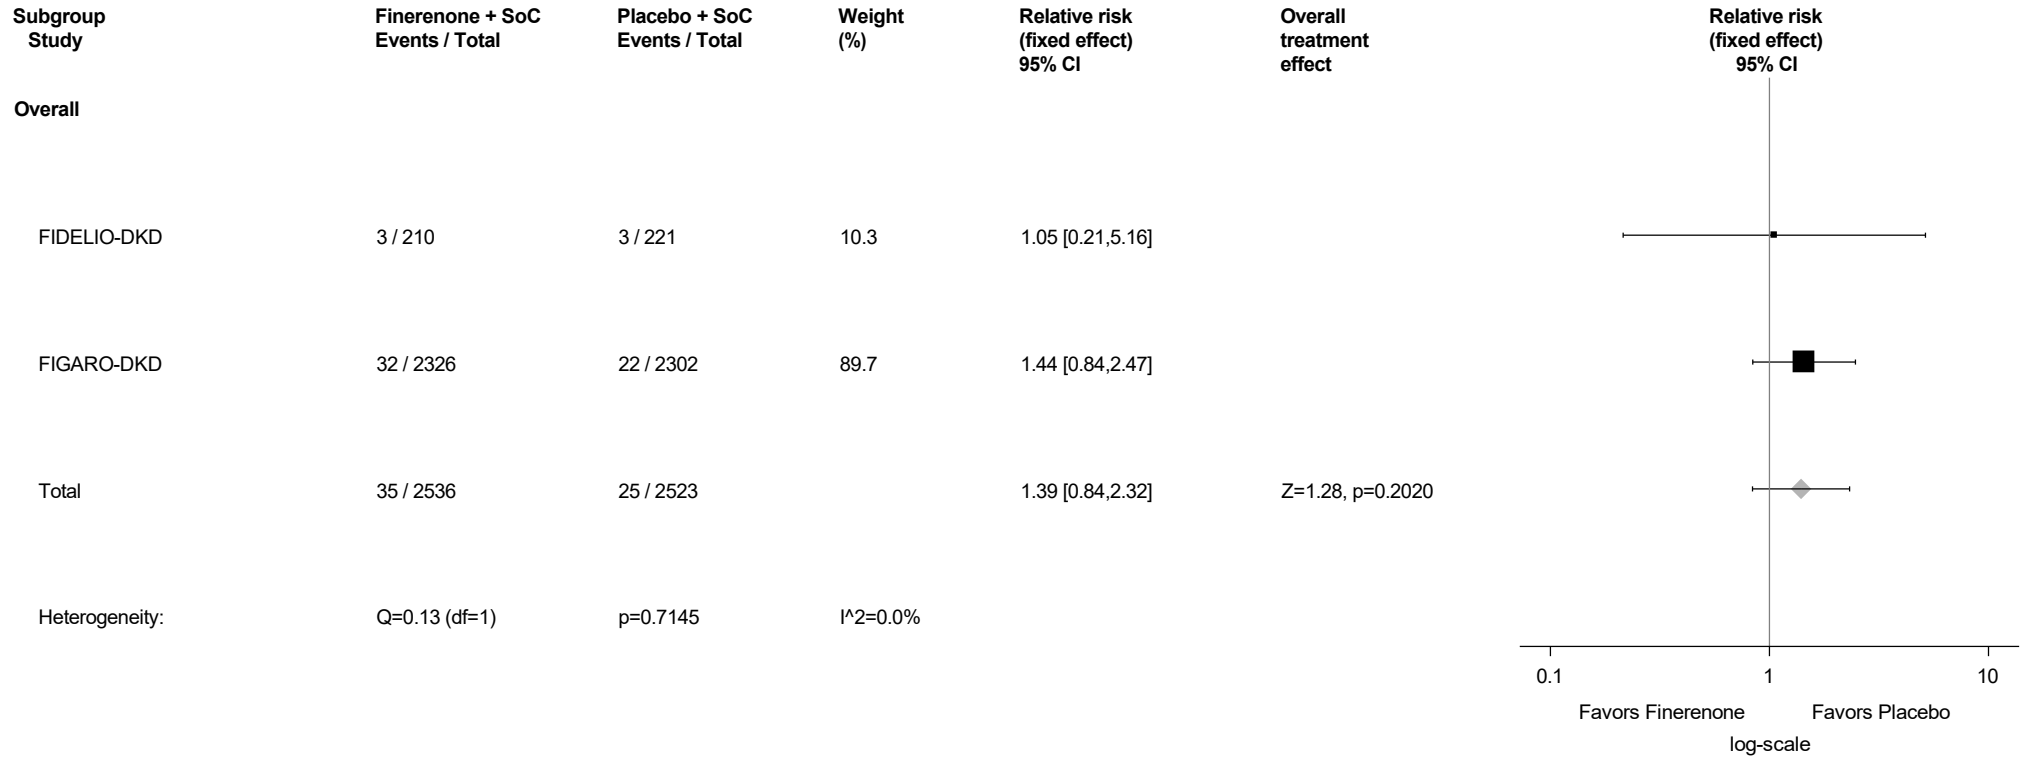 Subgroup Finerenone + SoC Placebo + SoC Weight Relative risk Overall Relative risk
Study Events / Total Events / Total (%) (fixed effect) treatment (fixed effect)
95% CI effect 95% CI
Overall
FIDELIO-DKD 3 / 210 3 / 221 10.3 1.05 [0.21,5.16]
FIGARO-DKD 32 / 2326 22 / 2302 89.7 1.44 [0.84,2.47]
Total 35 / 2536 25 / 2523 1.39 [0.84,2.32] Z=1.28, p=0.2020
Heterogeneity: Q=0.13 (df=1) p=0.7145 I^2=0.0%
0.1 1 10
Favors Finerenone Favors Placebo
log-scale